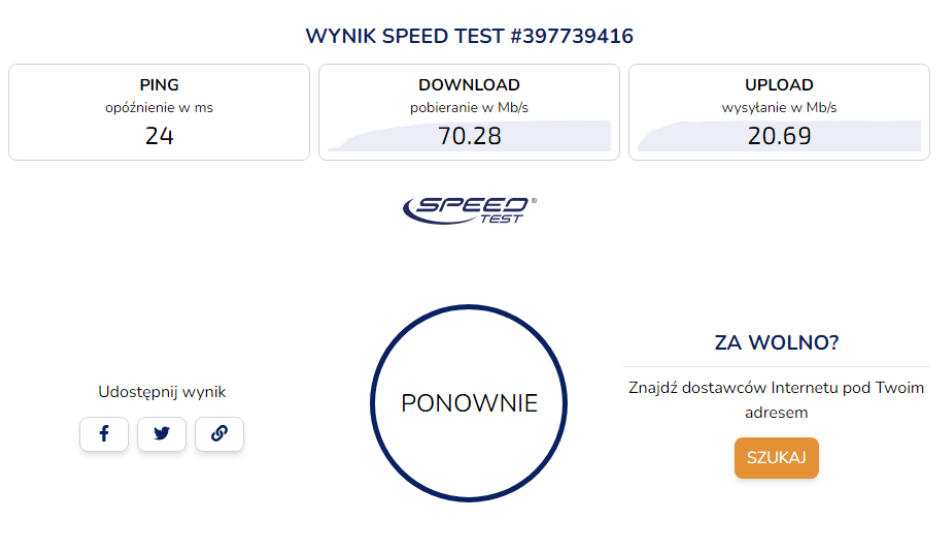 WYNIK SPEED TEST #397739416
PING
opóźnienie w ms
24
DOWNLOAD
pobieranie w Mb/s
70.28
UPLOAD
wysyłanie w Mb/s
20.69
SPEED®
TEST
Udostępnij wynik
PONOWNIE
ZA WOLNO?
Znajdź dostawców Internetu pod Twoim
adresem
SZUKAJ